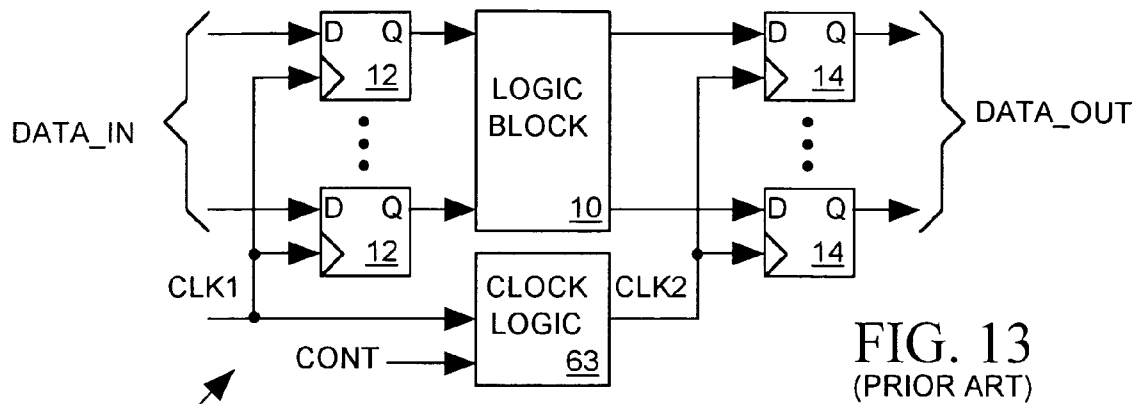 D Q
12
LOGIC
BLOCK
10
D Q
14
DATA_IN
DATA_OUT
D Q
12
D Q
14
CLK1
CLOCK
LOGIC
63
CLK2
CONT
FIG. 13
(PRIOR ART)